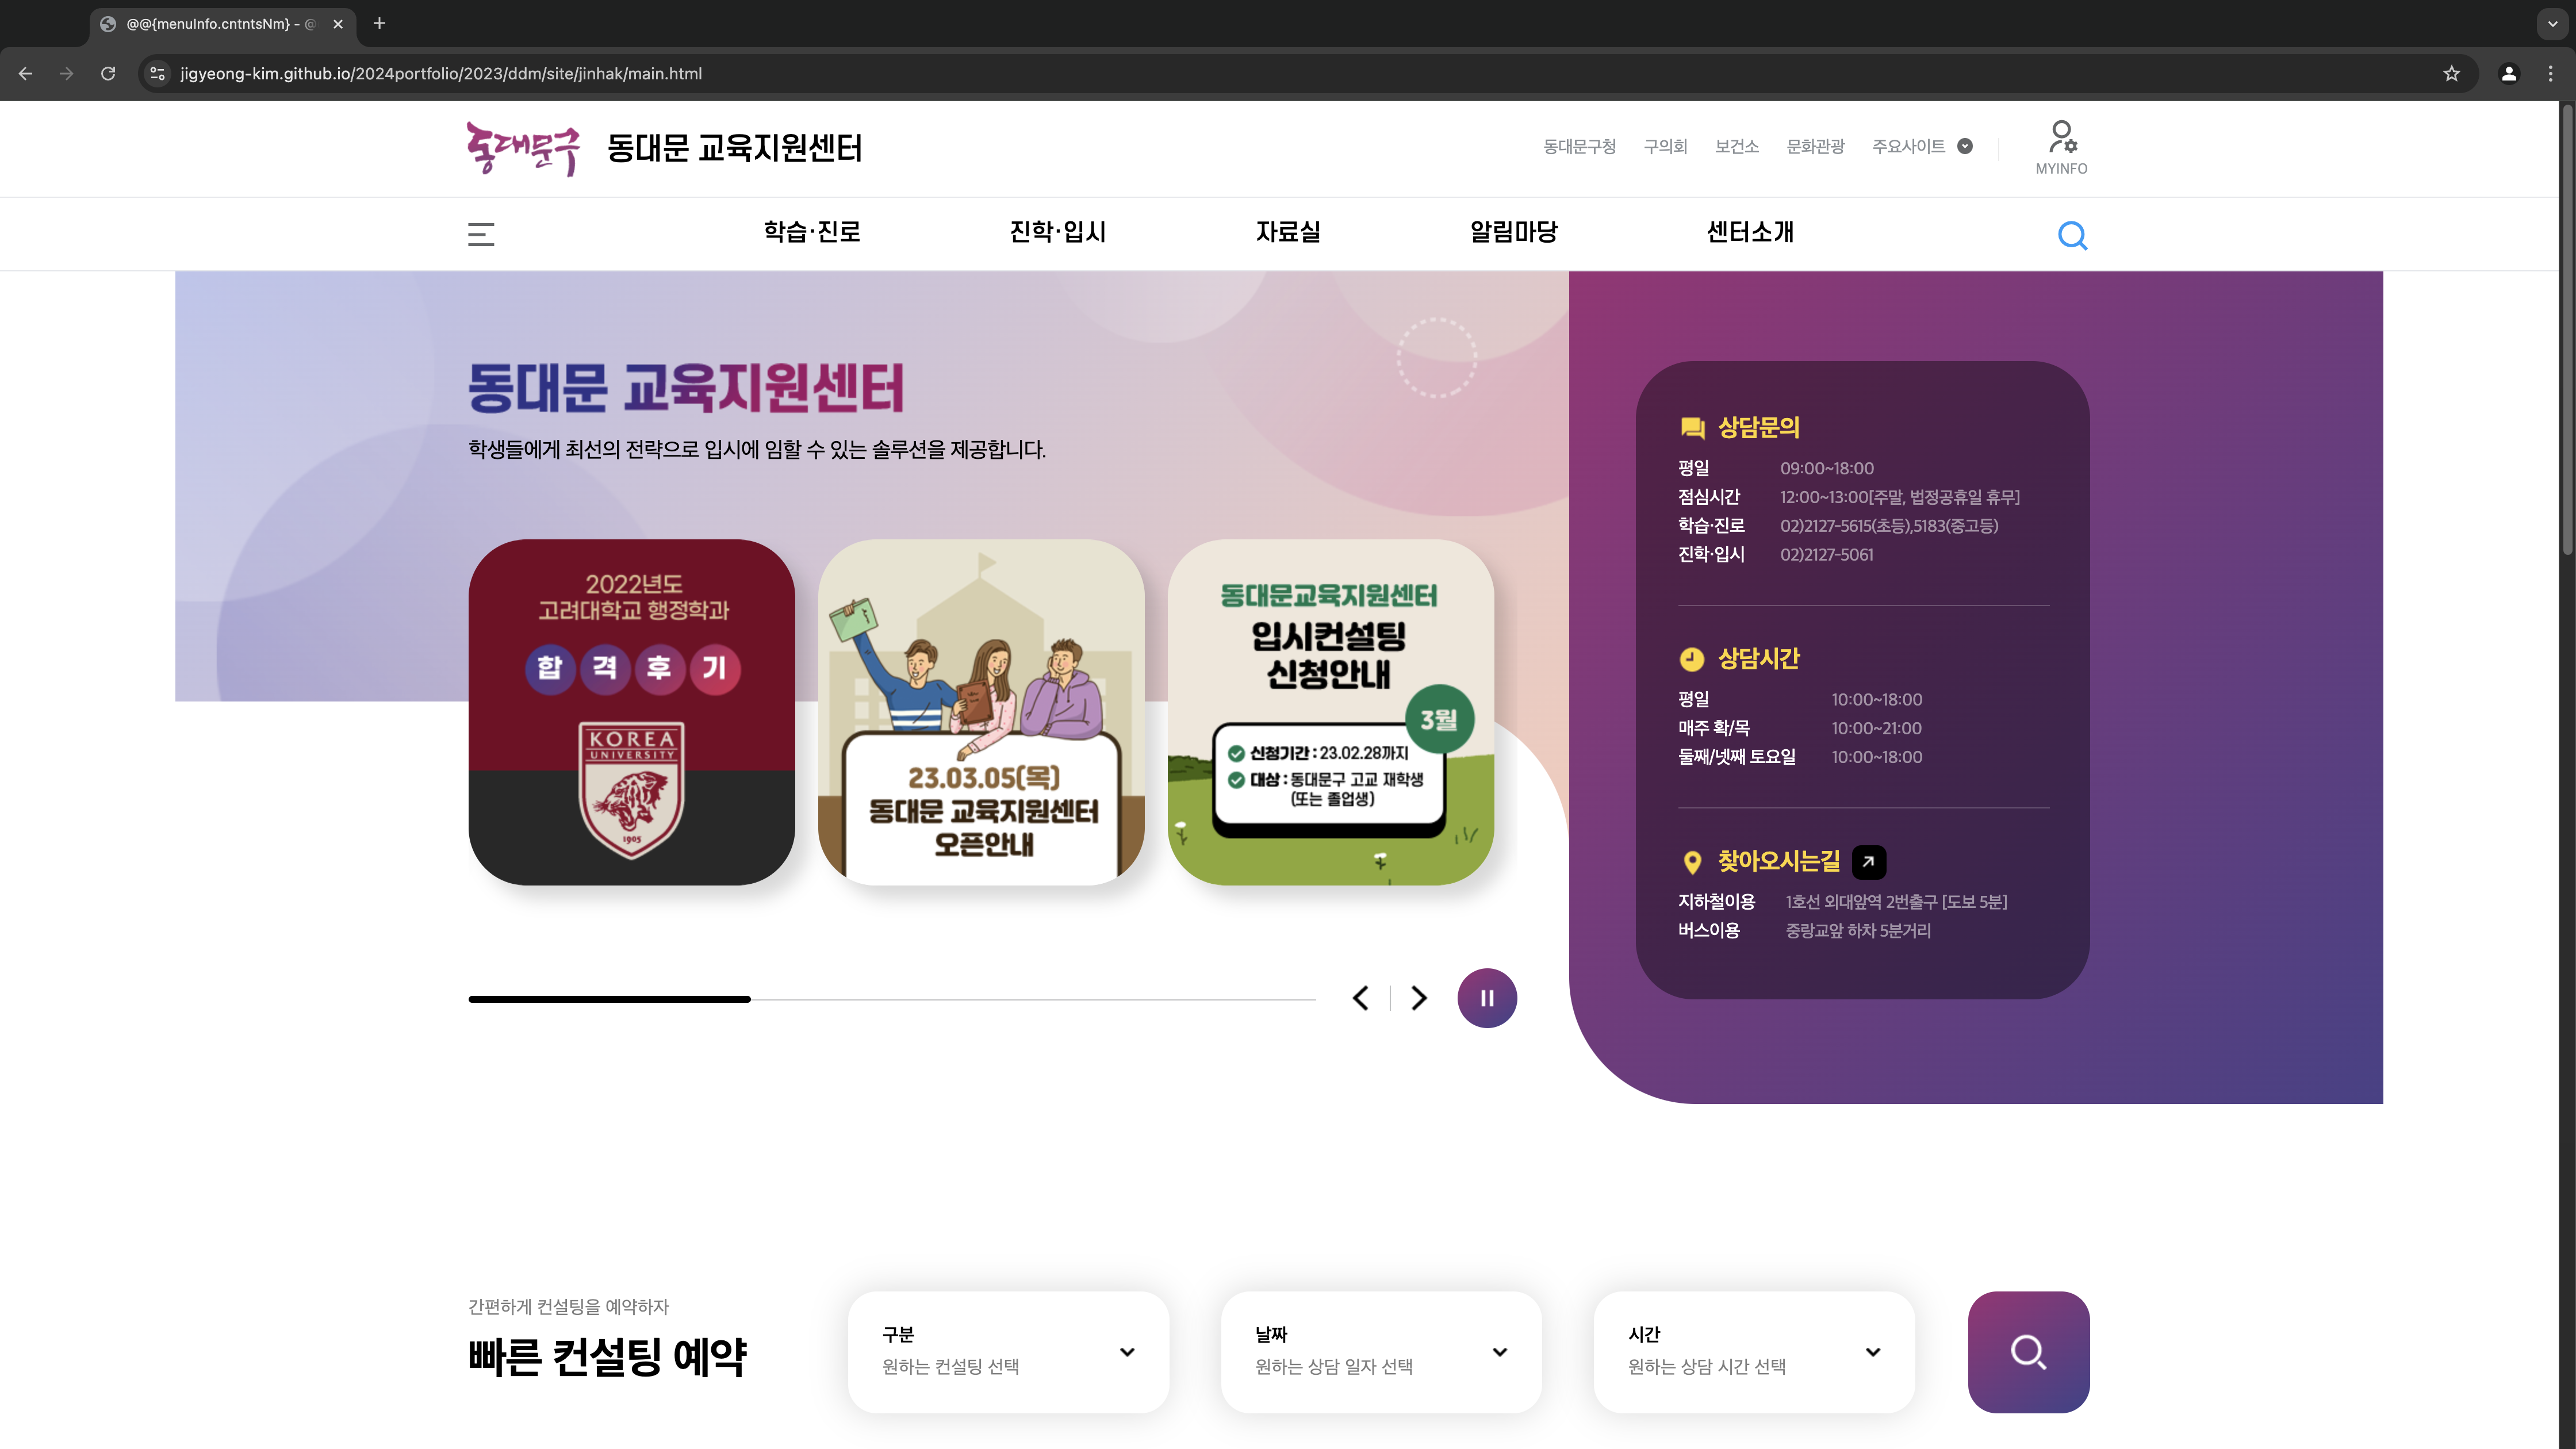 @@{menuInfo.cntntsNm} - @
jigyeong-kim.github.io/2024portfolio/2023/ddm/site/jinhak/main.html
동대문구 동대문 교육지원센터
동대문구청 구의회 보건소 문화관광 주요사이트
MYINFO
학습·진로 진학·입시 자료실 알림마당 센터소개
동대문 교육지원센터
학생들에게 최선의 전략으로 입시에 임할 수 있는 솔루션을 제공합니다.
2022년도
고려대학교 행정학과
합격후기
KOREA
UNIVERSITY
1905
23.03.05(목)
동대문 교육지원센터
오픈안내
동대문교육지원센터
입시컨설팅
신청안내
3월
신청기간 : 23.02.28까지
대상 : 동대문구 고교 재학생
(또는 졸업생)
상담문의
평일 09:00~18:00
점심시간 12:00~13:00[주말, 법정공휴일 휴무]
학습·진로 02)2127-5615(초등),5183(중고등)
진학·입시 02)2127-5061
상담시간
평일 10:00~18:00
매주 확/목 10:00~21:00
둘째/넷째 토요일 10:00~18:00
찾아오시는길
지하철이용 1호선 외대앞역 2번출구 [도보 5분]
버스이용 중랑교앞 하차 5분거리
간편하게 컨설팅을 예약하자
빠른 컨설팅 예약
구분
원하는 컨설팅 선택
날짜
원하는 상담 일자 선택
시간
원하는 상담 시간 선택